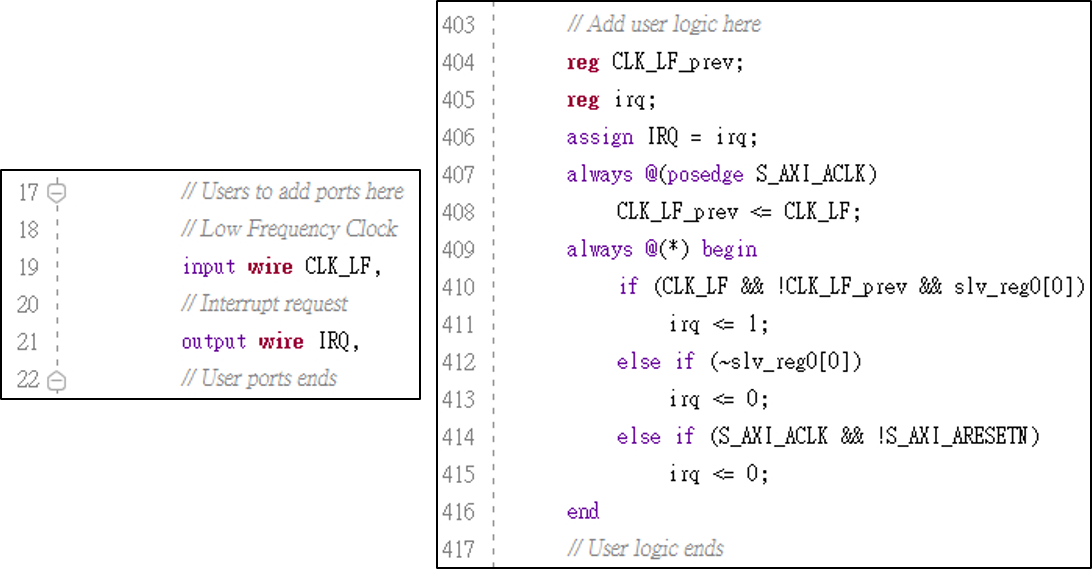 17 // Users to add ports here
18 // Low Frequency Clock
19 input wire CLK_LF,
20 // Interrupt request
21 output wire IRQ,
22 // User ports ends
403 // Add user logic here
404 reg CLK_LF_prev;
405 reg irq;
406 assign IRQ = irq;
407 always @(posedge S_AXI_ACLK)
408 CLK_LF_prev <= CLK_LF;
409 always @(*) begin
410 if (CLK_LF && !CLK_LF_prev && slv_reg0[0])
411 irq <= 1;
412 else if (~slv_reg0[0])
413 irq <= 0;
414 else if (S_AXI_ACLK && !S_AXI_ARESETN)
415 irq <= 0;
416 end
417 // User logic ends